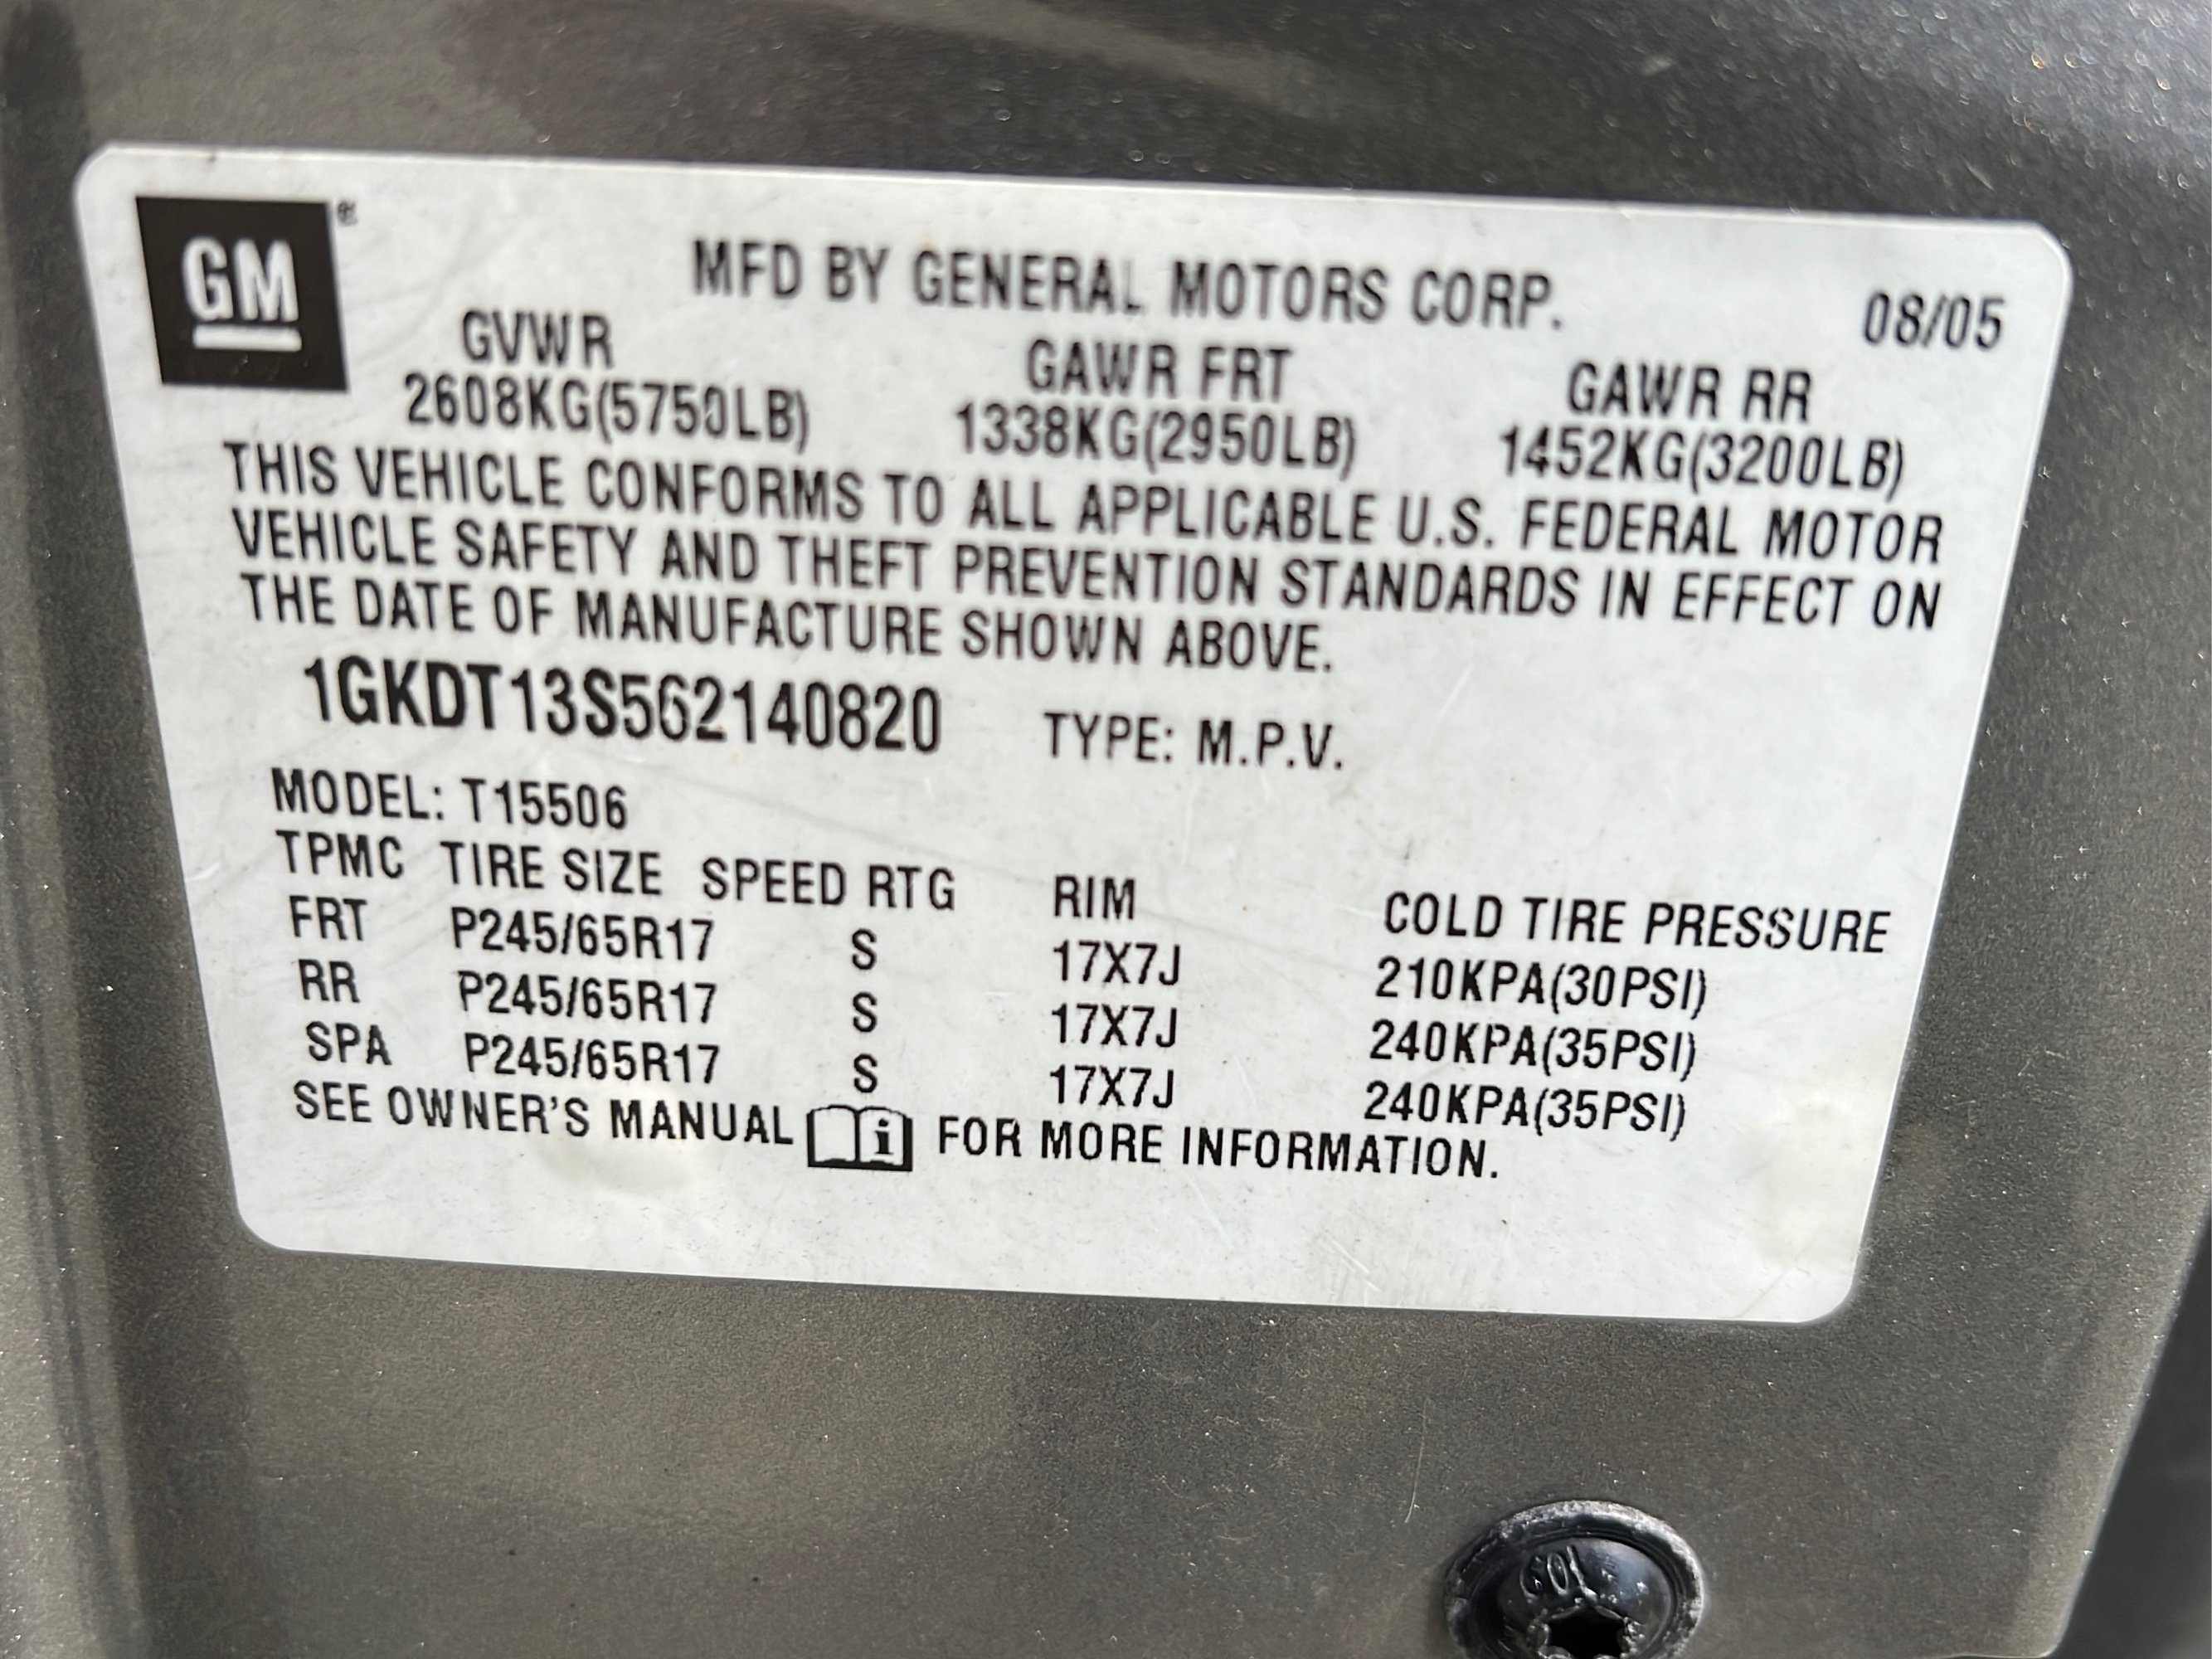 GM ®
MFD BY GENERAL MOTORS CORP. 08/05
GVWR GAWR FRT GAWR RR
2608KG(5750LB) 1338KG(2950LB) 1452KG(3200LB)
THIS VEHICLE CONFORMS TO ALL APPLICABLE U.S. FEDERAL MOTOR
VEHICLE SAFETY AND THEFT PREVENTION STANDARDS IN EFFECT ON
THE DATE OF MANUFACTURE SHOWN ABOVE.
1GKDT13S562140820 TYPE: M.P.V.
MODEL: T15506
TPMC TIRE SIZE SPEED RTG RIM COLD TIRE PRESSURE
FRT P245/65R17 S 17X7J 210KPA(30PSI)
RR P245/65R17 S 17X7J 240KPA(35PSI)
SPA P245/65R17 S 17X7J 240KPA(35PSI)
SEE OWNER'S MANUAL i FOR MORE INFORMATION.